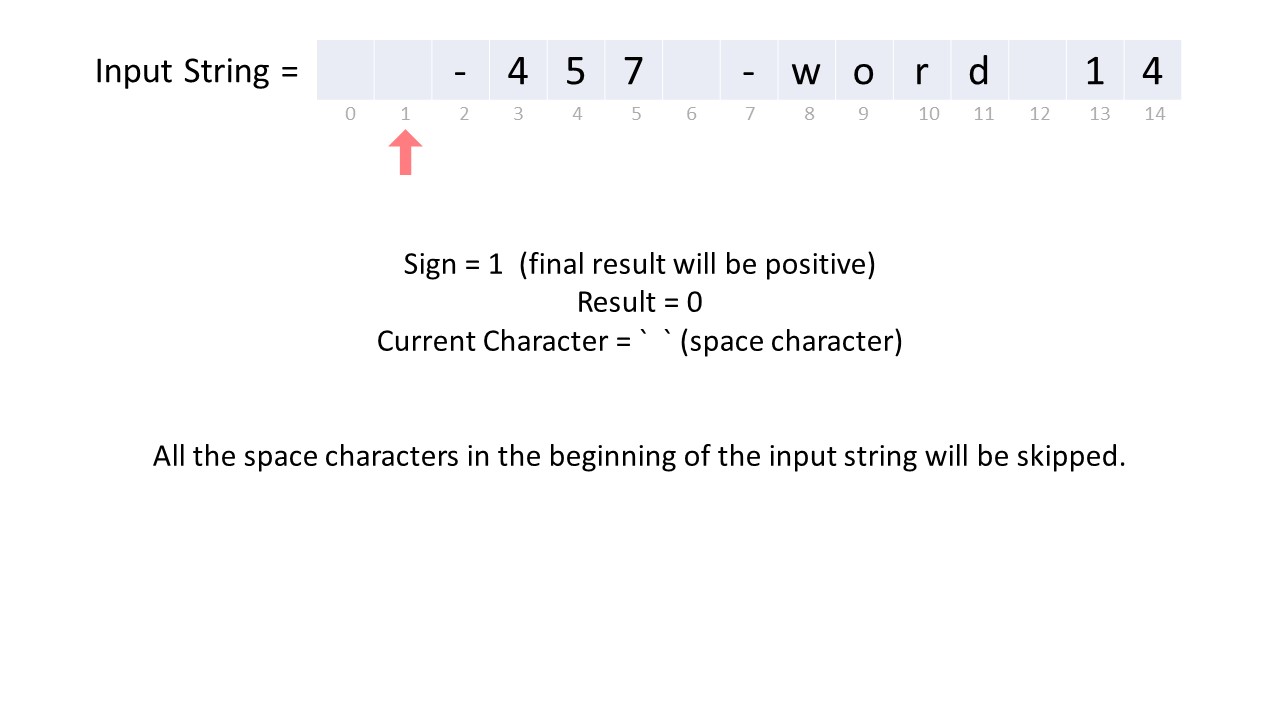 Input String = - 4 5 7 - w o r d 1 4
0 1 2 3 4 5 6 7 8 9 10 11 12 13 14
Sign = 1 (final result will be positive)
Result = 0
Current Character = ` ` (space character)
All the space characters in the beginning of the input string will be skipped.